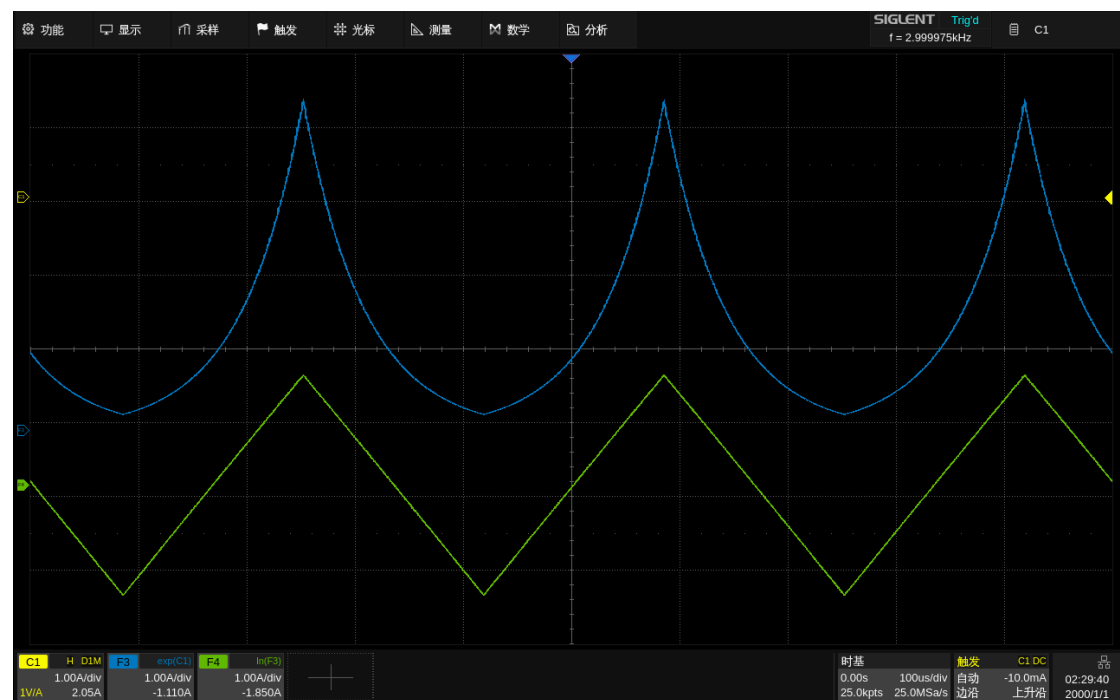 功能 显示 采样 触发 光标 测量 数学 分析
SIGLENT Trig'd
f = 2.999975kHz
C1
C1 H D1M
1.00A/div
1V/A 2.05A
F3 exp(C1)
1.00A/div
-1.110A
F4 ln(F3)
1.00A/div
-1.850A
时基
0.00s 100us/div
25.0kpts 25.0MSa/s
触发 C1 DC
自动 -10.0mA
边沿 上升沿
02:29:40
2000/1/1